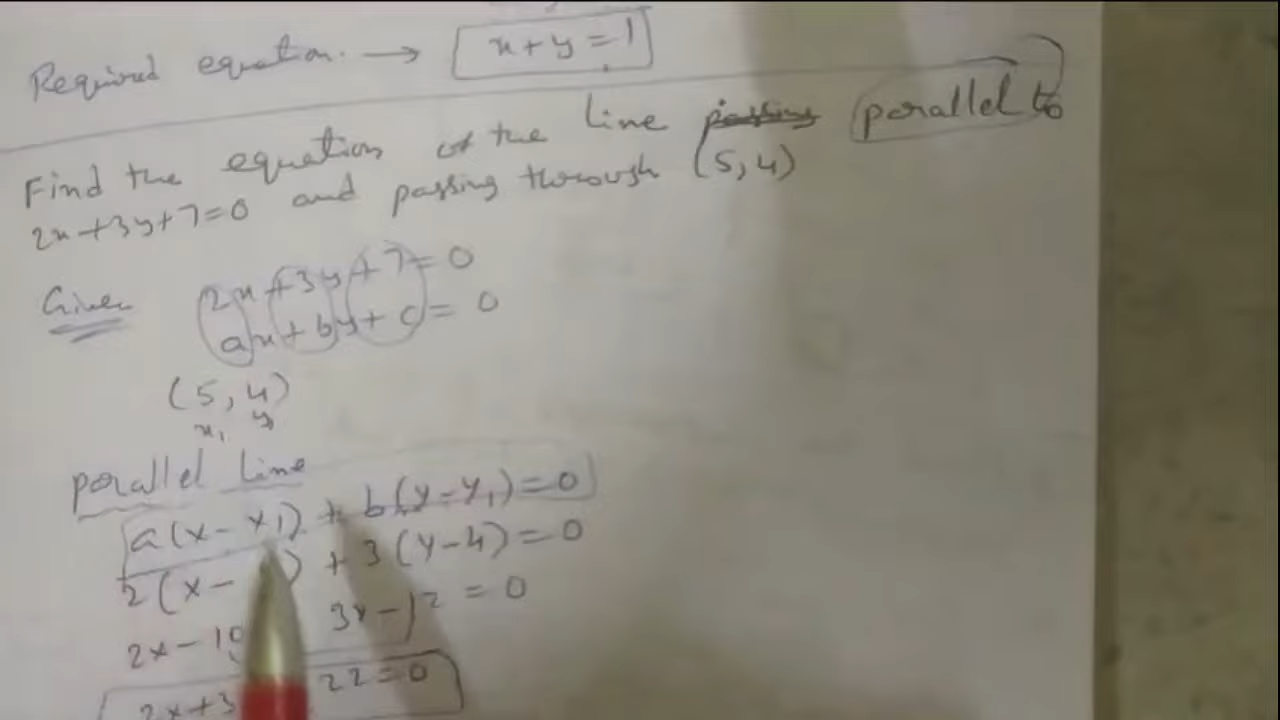 Required equation. → x+y=1
Find the equation of the line passing parallel to
2x+3y+7=0 and passing through (5,4)
Given 2x+3y+7=0
ax+by+c=0
(5,4)
x₁ y
parallel Line
a(x-x1) + b(y-y₁)=0
2(x- ) +3(y-4)=0
2x-10 3y-12=0
2x+3 22=0